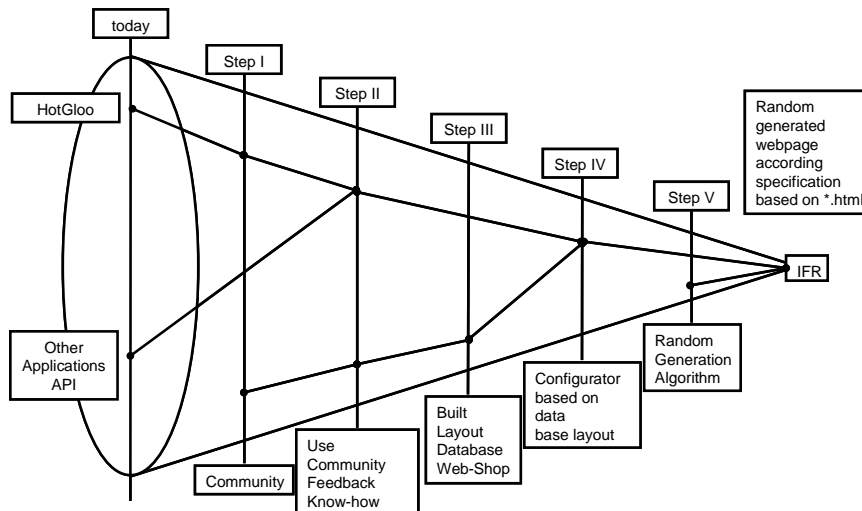 today
Step I
Step II
Step III
Step IV
Step V
HotGloo
Random
generated
webpage
according
specification
based on *.html
IFR
Other
Applications
API
Community
Use
Community
Feedback
Know-how
Built
Layout
Database
Web-Shop
Configurator
based on
data
base layout
Random
Generation
Algorithm